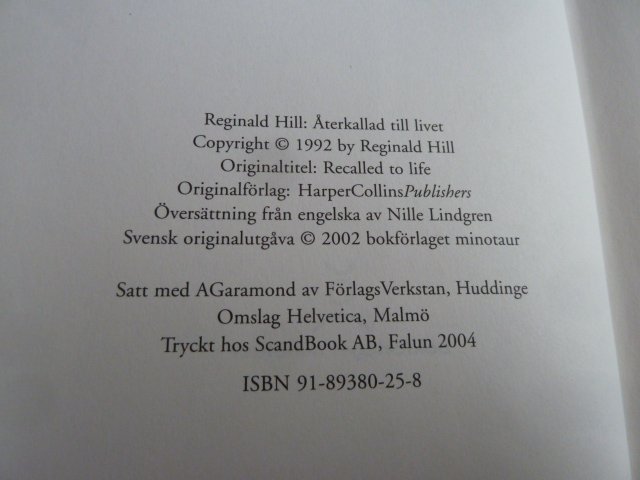 Reginald Hill: Återkallad till livet
Copyright © 1992 by Reginald Hill
Originaltitel: Recalled to life
Originalförlag: HarperCollinsPublishers
Översättning från engelska av Nille Lindgren
Svensk originalutgåva © 2002 bokförlaget minotaur
Satt med AGaramond av FörlagsVerkstan, Huddinge
Omslag Helvetica, Malmö
Tryckt hos ScandBook AB, Falun 2004
ISBN 91-89380-25-8